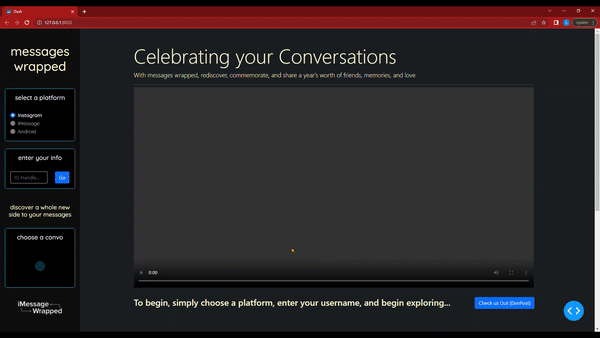 Dash
127.0.0.1:8050
Update
messages
wrapped
select a platform
Instagram
iMessage
Android
enter your info
IG Handle...
Go
discover a whole new
side to your messages
choose a convo
iMessage
Wrapped
Celebrating your Conversations
With messages wrapped, rediscover, commemorate, and share a year's worth of friends, memories, and love
0:00
To begin, simply choose a platform, enter your username, and begin exploring...
Check us Out (DevPost)